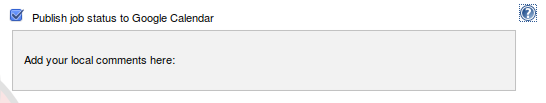 Publish job status to Google Calendar
Add your local comments here: